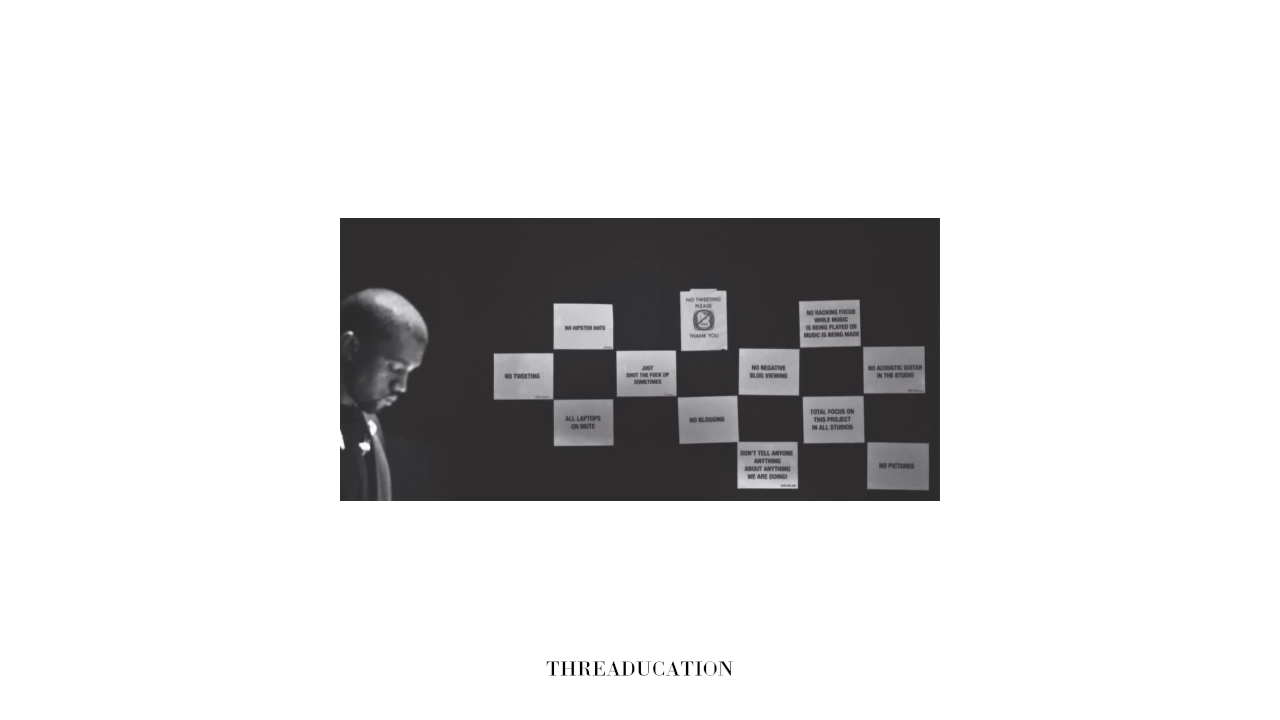 NO HIPSTER HATS
NO TWEETING
PLEASE
THANK YOU
NO RACKING FOCUS
WHILE MUSIC
IS BEING PLAYED OR
MUSIC IS BEING MADE
NO TWEETING
JUST
SHUT THE FUCK UP
SOMETIMES
NO NEGATIVE
BLOG VIEWING
NO ACOUSTIC GUITAR
IN THE STUDIO
ALL LAPTOPS
ON MUTE
NO BLOGGING
TOTAL FOCUS ON
THIS PROJECT
IN ALL STUDIOS
DON'T TELL ANYONE
ANYTHING
ABOUT ANYTHING
WE ARE DOING!
NO PICTURES
THREADUCATION